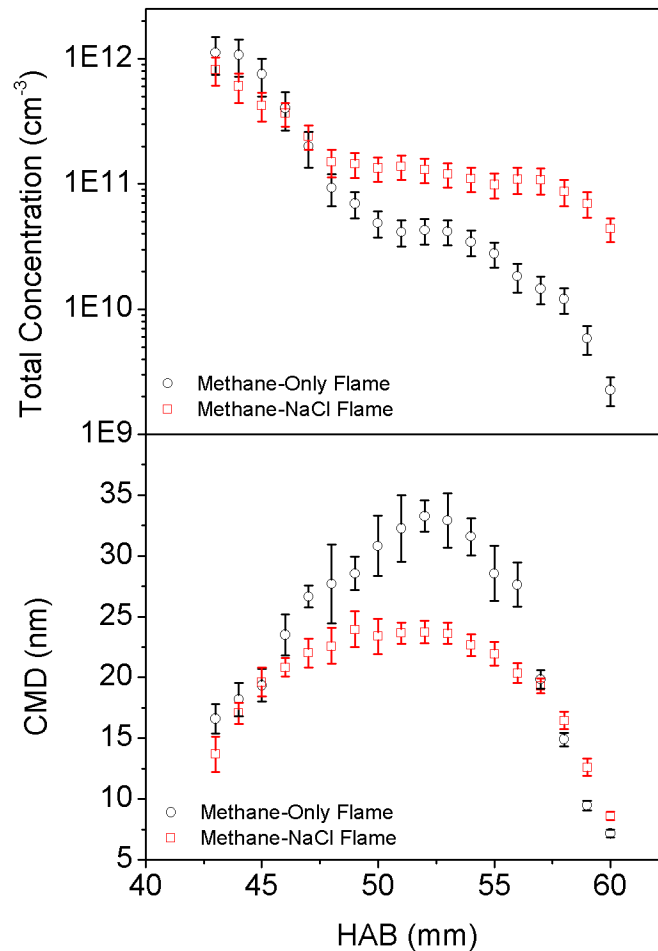 Total Concentration (cm⁻³)
1E12
1E11
1E10
1E9
Methane-Only Flame
Methane-NaCl Flame
CMD (nm)
35
30
25
20
15
10
5
Methane-Only Flame
Methane-NaCl Flame
40 45 50 55 60
HAB (mm)